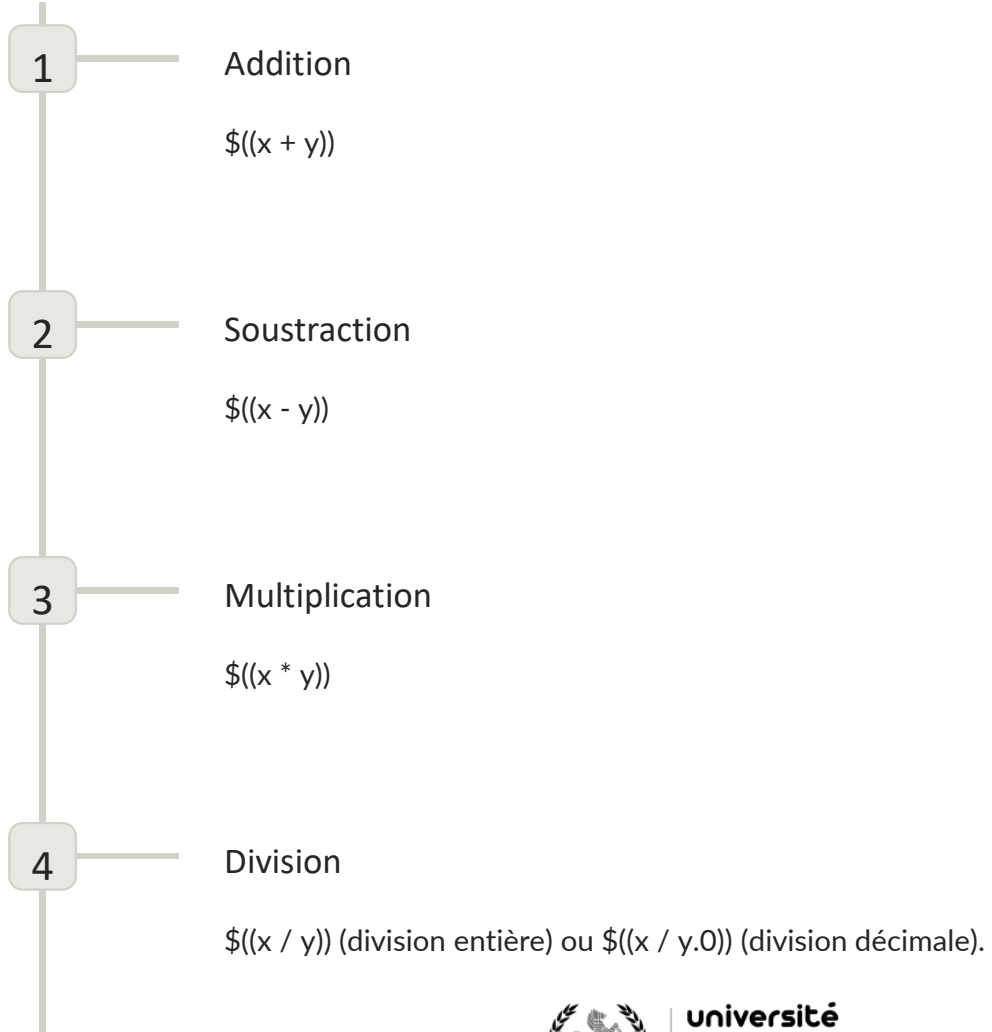 1
Addition
$((x + y))
2
Soustraction
$((x - y))
3
Multiplication
$((x * y))
4
Division
$((x / y)) (division entière) ou $((x / y.0)) (division décimale).
université